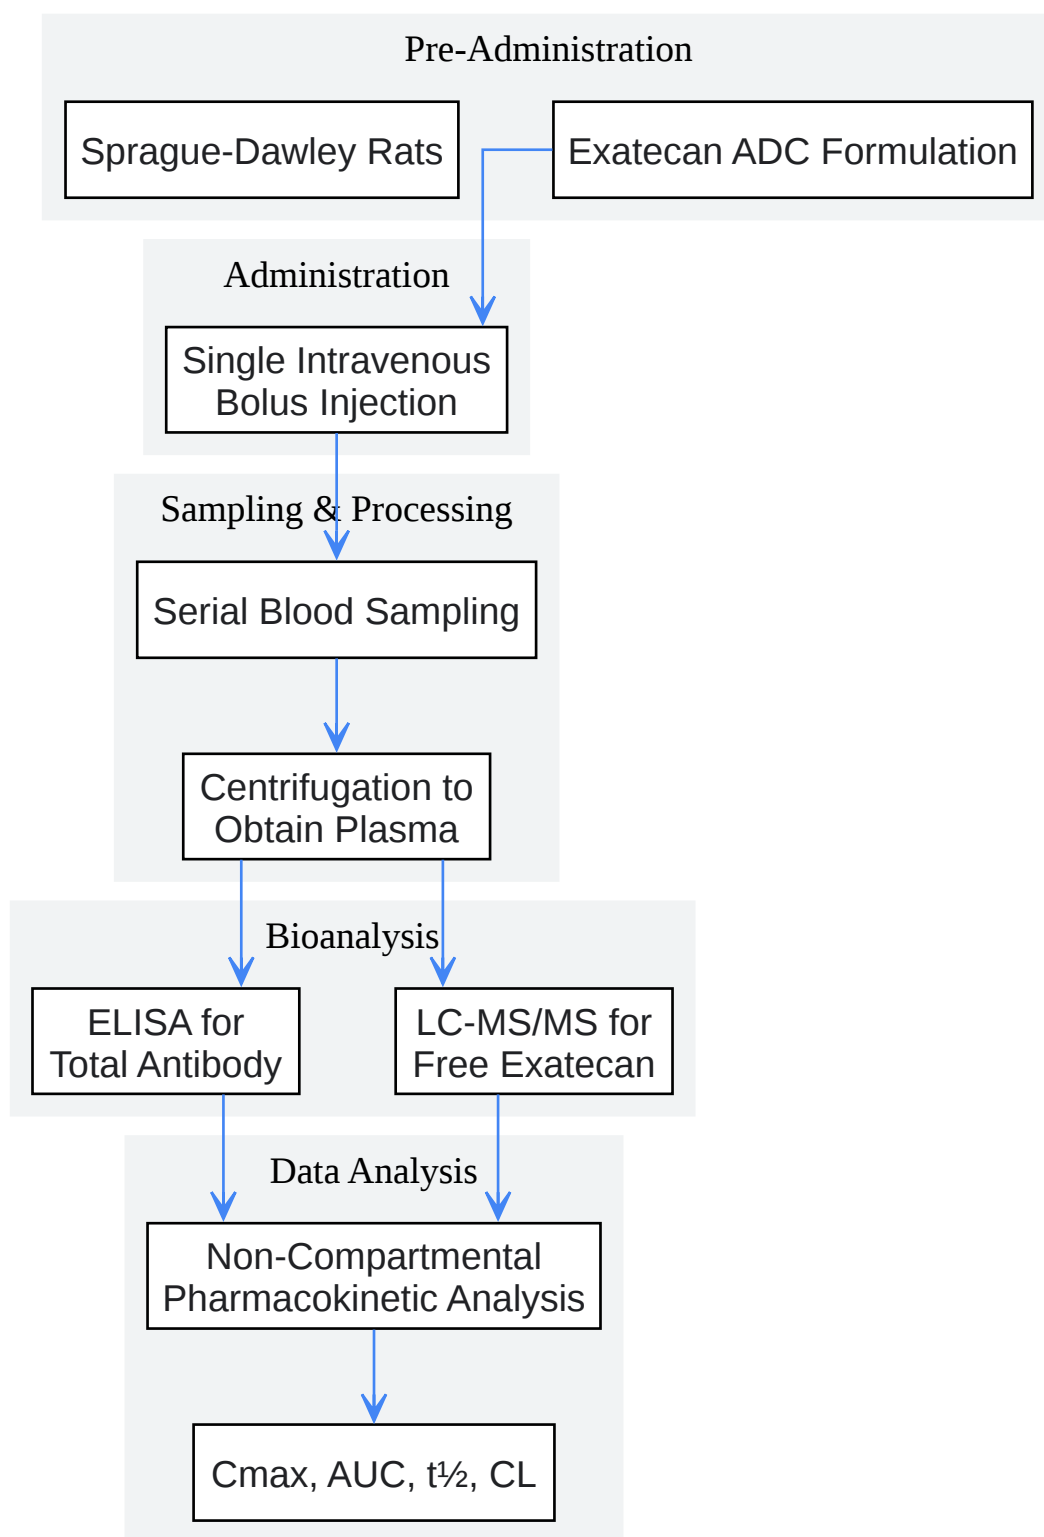 Pre-Administration
Sprague-Dawley Rats
Exatecan ADC Formulation
Administration
Single Intravenous
Bolus Injection
Sampling & Processing
Serial Blood Sampling
Centrifugation to
Obtain Plasma
Bioanalysis
ELISA for
Total Antibody
LC-MS/MS for
Free Exatecan
Data Analysis
Non-Compartmental
Pharmacokinetic Analysis
Cmax, AUC, t½, CL